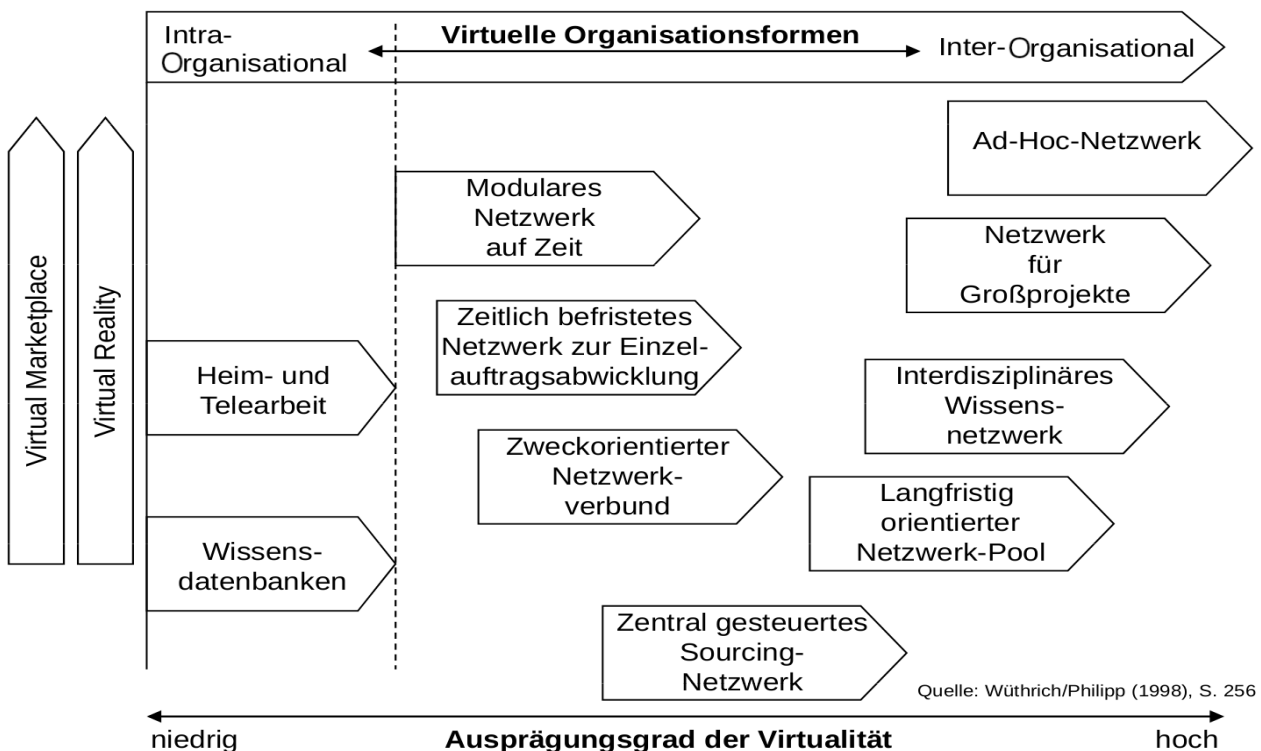 Intra-
Organisational
Virtuelle Organisationsformen
Inter-Organisational
Virtual Marketplace
Virtual Reality
Ad-Hoc-Netzwerk
Modulares
Netzwerk
auf Zeit
Netzwerk
für
Großprojekte
Zeitlich befristetes
Netzwerk zur Einzel-
auftragsabwicklung
Heim- und
Telearbeit
Interdisziplinäres
Wissens-
netzwerk
Zweckorientierter
Netzwerk-
verbund
Langfristig
orientierter
Netzwerk-Pool
Wissens-
datenbanken
Zentral gesteuertes
Sourcing-
Netzwerk
Quelle: Wüthrich/Philipp (1998), S. 256
niedrig
Ausprägungsgrad der Virtualität
hoch